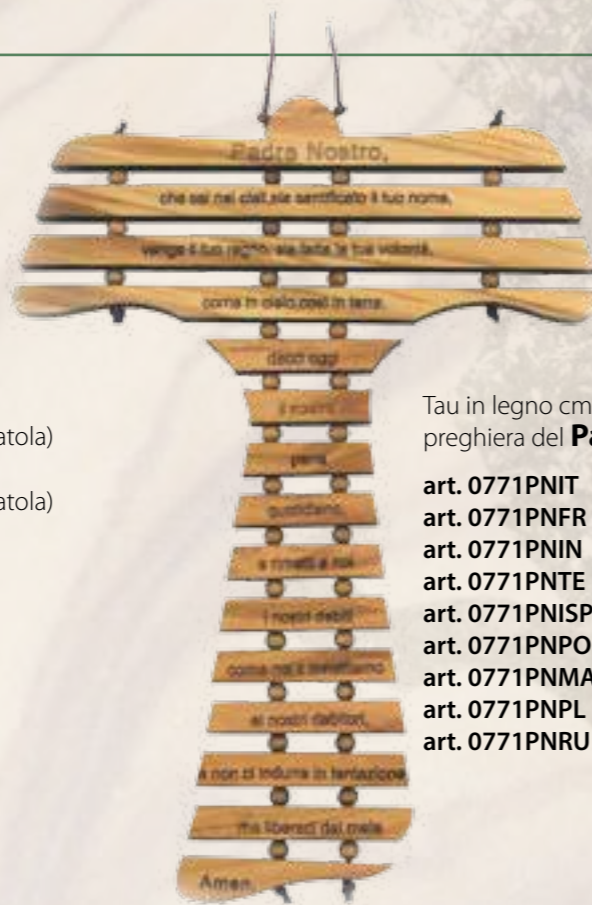 Padre Nostro,
che sei nei cieli,sia santificato il tuo nome,
venga il tuo regno, sia fatta la tua volontà,
come in cielo,così in terra.
dacci oggi
il nostro
pane
quotidiano,
e rimetti a noi
i nostri debiti
come noi li rimettiamo
ai nostri debitori,
e non ci indurre in tentazione,
ma liberaci dal male
Amen.
atola)
atola)
Tau in legno cm
preghiera del Pa
art. 0771PNIT
art. 0771PNFR
art. 0771PNIN
art. 0771PNTE
art. 0771PNISP
art. 0771PNPO
art. 0771PNMA
art. 0771PNPL
art. 0771PNRU